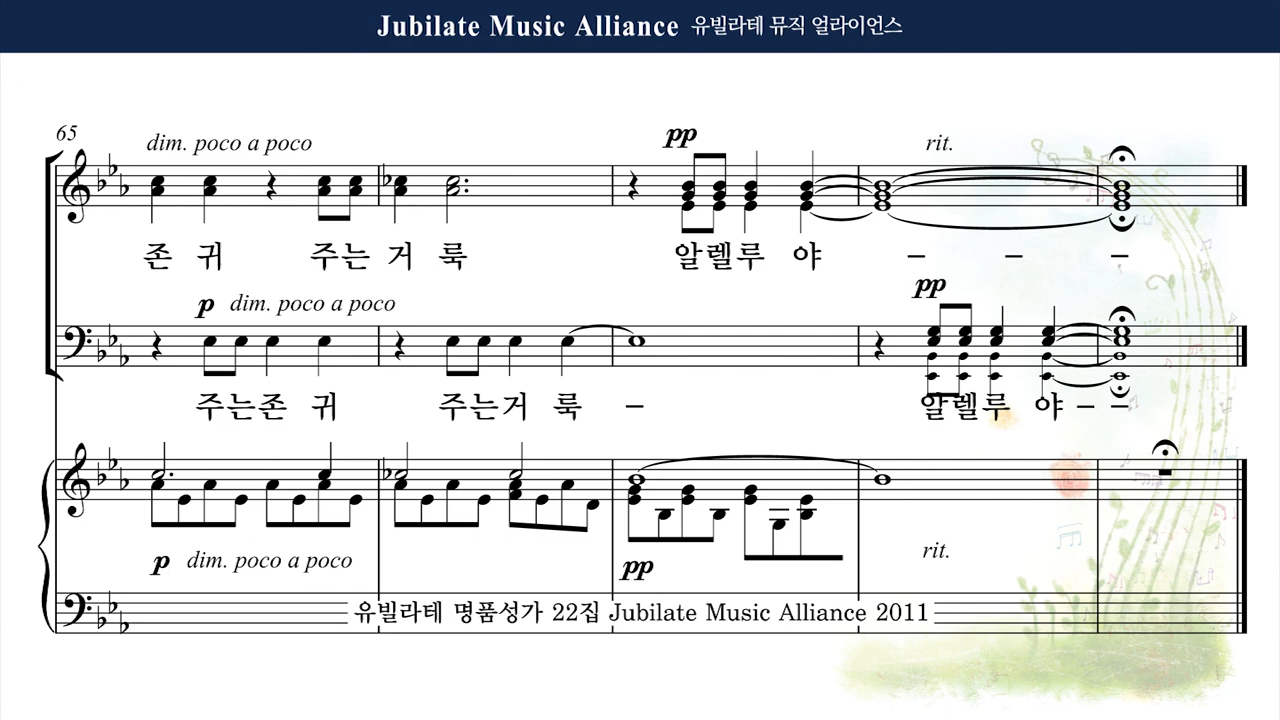 Jubilate Music Alliance 유빌라테 뮤직 얼라이언스
65
dim. poco a poco
pp
rit.
존 귀 주는 거 룩 알렐루 야 – – –
p dim. poco a poco
pp
주는존 귀 주는거 룩 – 알렐루 야 – –
p dim. poco a poco
pp
rit.
유빌라테 명품성가 22집 Jubilate Music Alliance 2011